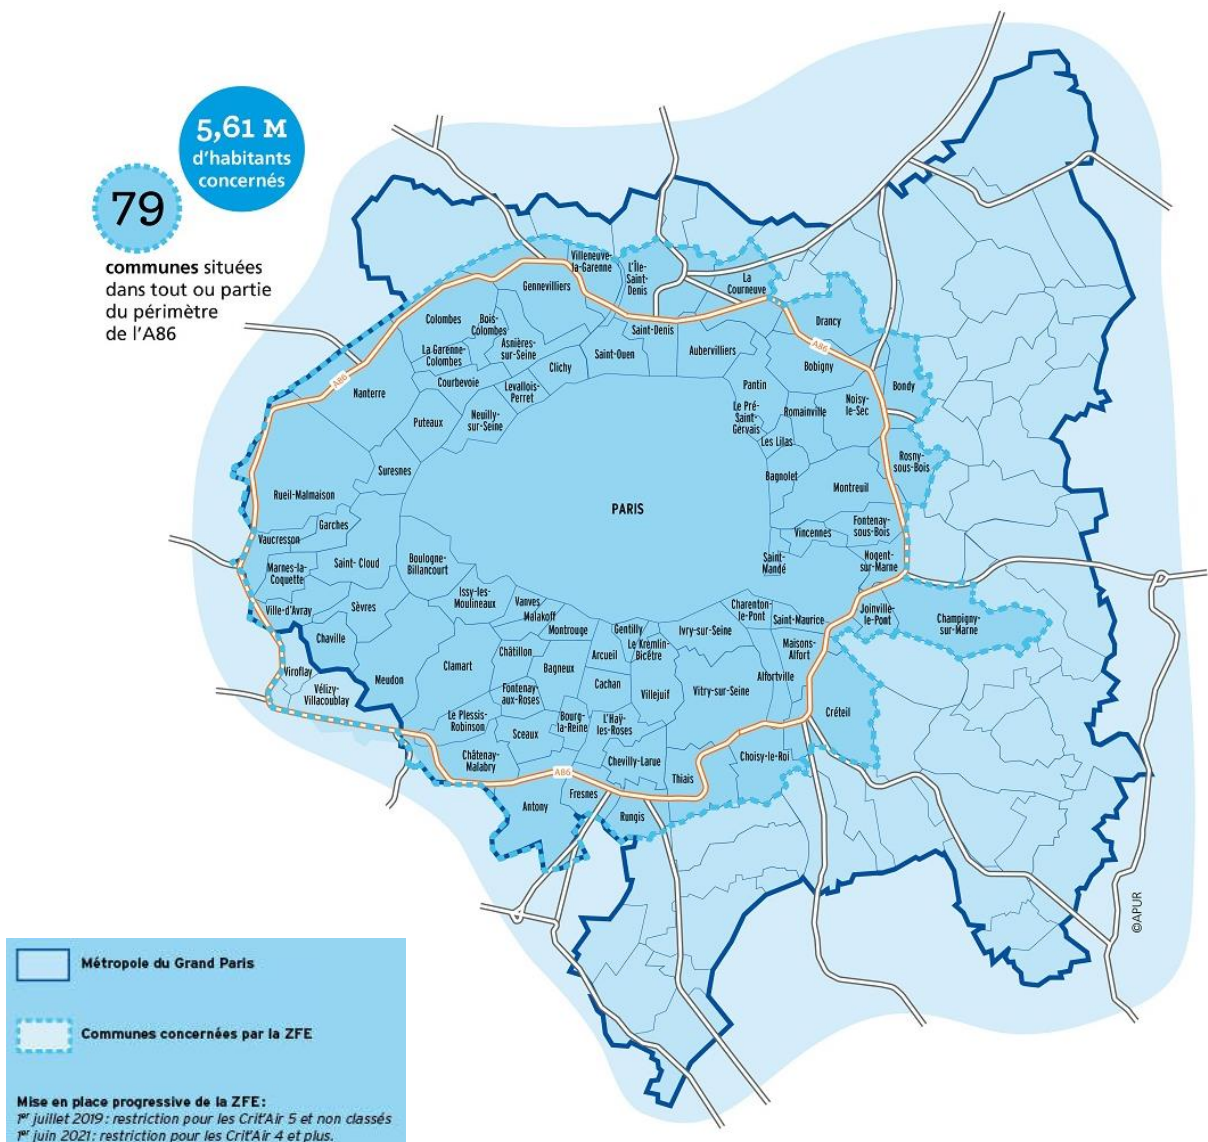 5,61 M
d'habitants
concernés
79
communes situées
dans tout ou partie
du périmètre
de l'A86
Villeneuve-
la-Garenne
L'Île-
Saint-
Denis
La
Courneuve
Gennevilliers
Colombes
Bois-
Colombes
Saint-Denis
Drancy
A86
La Garenne-
Colombes
Asnières-
sur-Seine
Saint-Ouen
Aubervilliers
Bobigny
Clichy
A86
Nanterre
Courbevoie
Levallois-
Perret
Pantin
Bondy
Puteaux
Neuilly-
sur-Seine
Le Pré-
Saint-
Gervais
Romainville
Noisy-
le-Sec
Les Lilas
Suresnes
Bagnolet
Rosny-
sous-Bois
Rueil-Malmaison
Montreuil
PARIS
Garches
Vaucresson
Vincennes
Fontenay-
sous-Bois
Marnes-la-
Coquette
Saint- Cloud
Boulogne-
Billancourt
Saint-
Mandé
Nogent-
sur-Marne
Ville-d'Avray
Sèvres
Issy-les-
Moulineaux
Vanves
Malakoff
Montrouge
Gentilly
Ivry-sur-Seine
Charenton-
le-Pont
Saint-Maurice
Joinville-
le-Pont
Champigny-
sur-Marne
Chaville
Châtillon
Arcueil
Le Kremlin-
Bicêtre
Maisons-
Alfort
Viroflay
Meudon
Clamart
Bagneux
Cachan
Alfortville
Vélizy-
Villacoublay
Fontenay-
aux-Roses
Villejuif
Vitry-sur-Seine
Créteil
Le Plessis-
Robinson
Sceaux
Bourg-
la-Reine
L'Haÿ-
les-Roses
Châtenay-
Malabry
A86
Chevilly-Larue
Thiais
Choisy-le-Roi
Antony
Fresnes
Rungis
©APUR
Métropole du Grand Paris
Communes concernées par la ZFE
Mise en place progressive de la ZFE :
1er juillet 2019 : restriction pour les Crit'Air 5 et non classés
1er juin 2021 : restriction pour les Crit'Air 4 et plus.